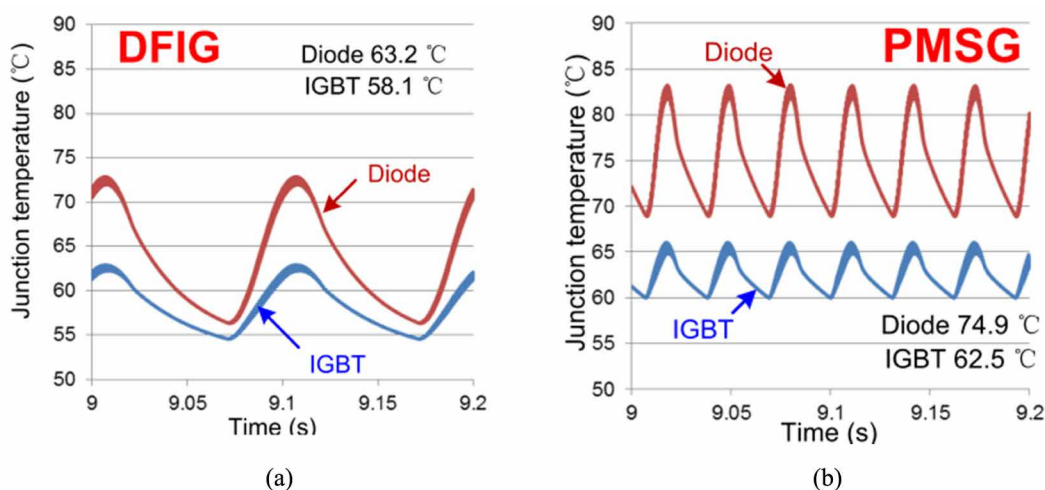 DFIG
Diode 63.2 ℃
IGBT 58.1 ℃
Junction temperature (℃)
90
85
80
75
70
65
60
55
50
Diode
IGBT
9
9.05
9.1
9.15
9.2
Time (s)
(a)
PMSG
Diode
Junction temperature (℃)
90
85
80
75
70
65
60
55
50
IGBT
Diode 74.9 ℃
IGBT 62.5 ℃
9
9.05
9.1
9.15
9.2
Time (s)
(b)